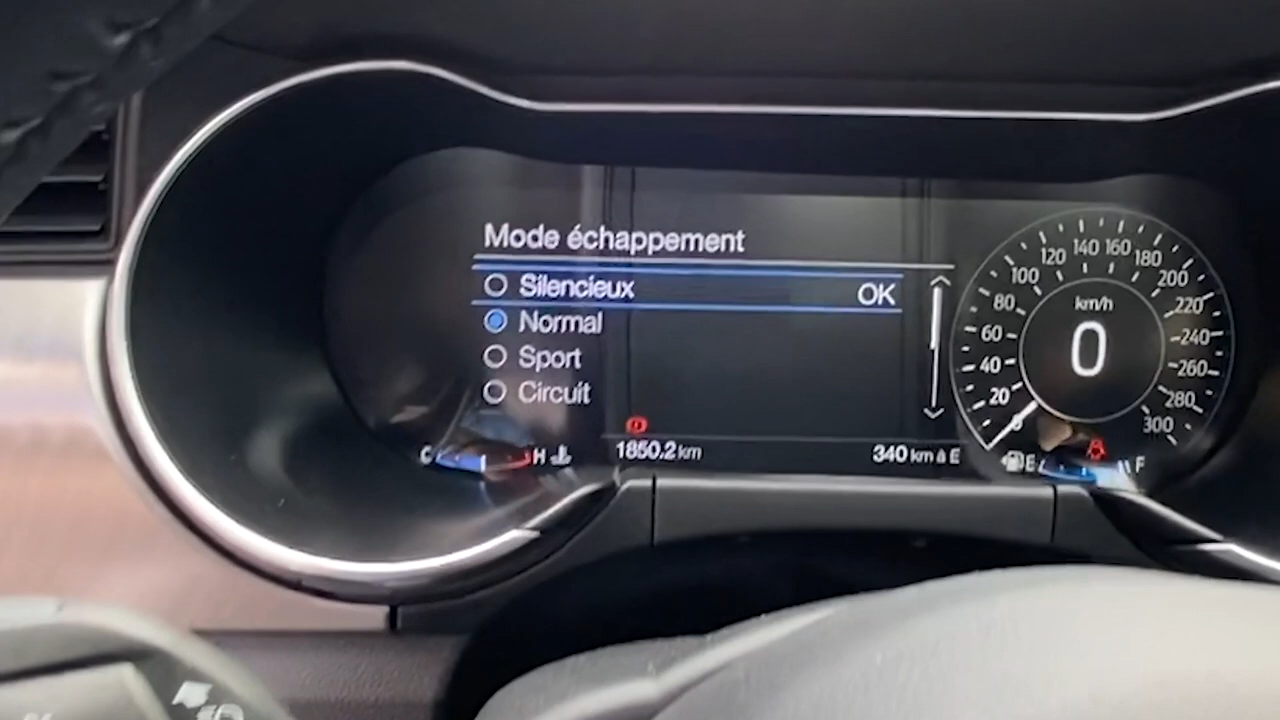 Mode échappement
Silencieux OK
Normal
Sport
Circuit
C H
1850.2 km 340 km à E
km/h
0
0 20 40 60 80 100 120 140 160 180 200 220 240 260 280 300
E F